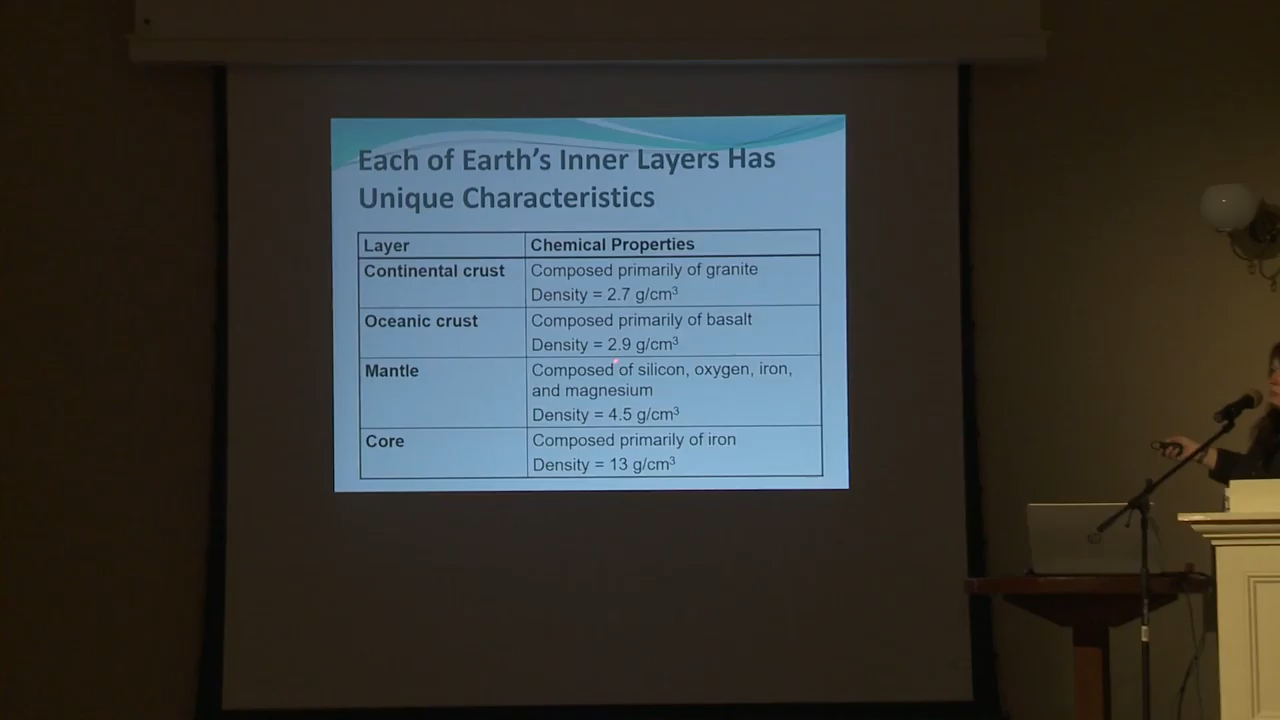 Each of Earth's Inner Layers Has
Unique Characteristics
Layer Chemical Properties
Continental crust Composed primarily of granite
Density = 2.7 g/cm³
Oceanic crust Composed primarily of basalt
Density = 2.9 g/cm³
Mantle Composed of silicon, oxygen, iron,
and magnesium
Density = 4.5 g/cm³
Core Composed primarily of iron
Density = 13 g/cm³